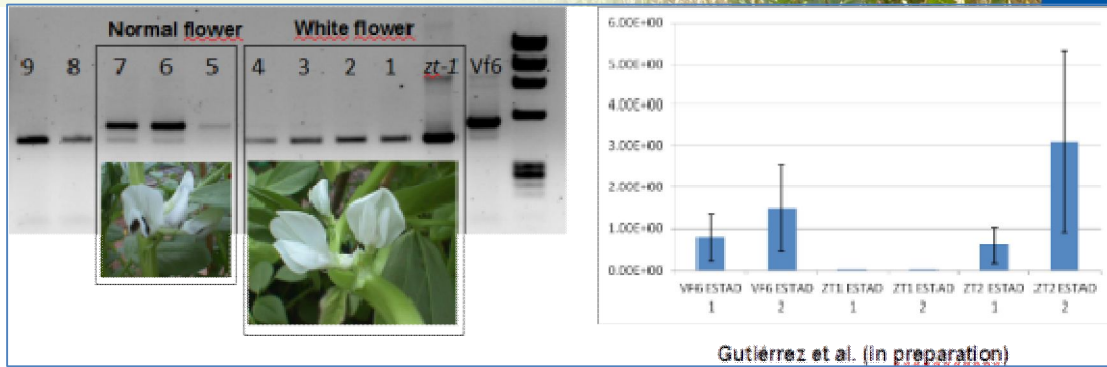 Normal flower
White flower
9 8 7 6 5 4 3 2 1 zt-1 Vf6
6.00E+00
5.00E+00
4.00E+00
3.00E+00
2.00E+00
1.00E+00
0.00E+00
VF6 ESTAD 1
VF6 ESTAD 2
ZT1 ESTAD 1
ZT1 ESTAD 2
ZT2 ESTAD 1
ZT2 ESTAD 2
Gutiérrez et al. (in preparation)